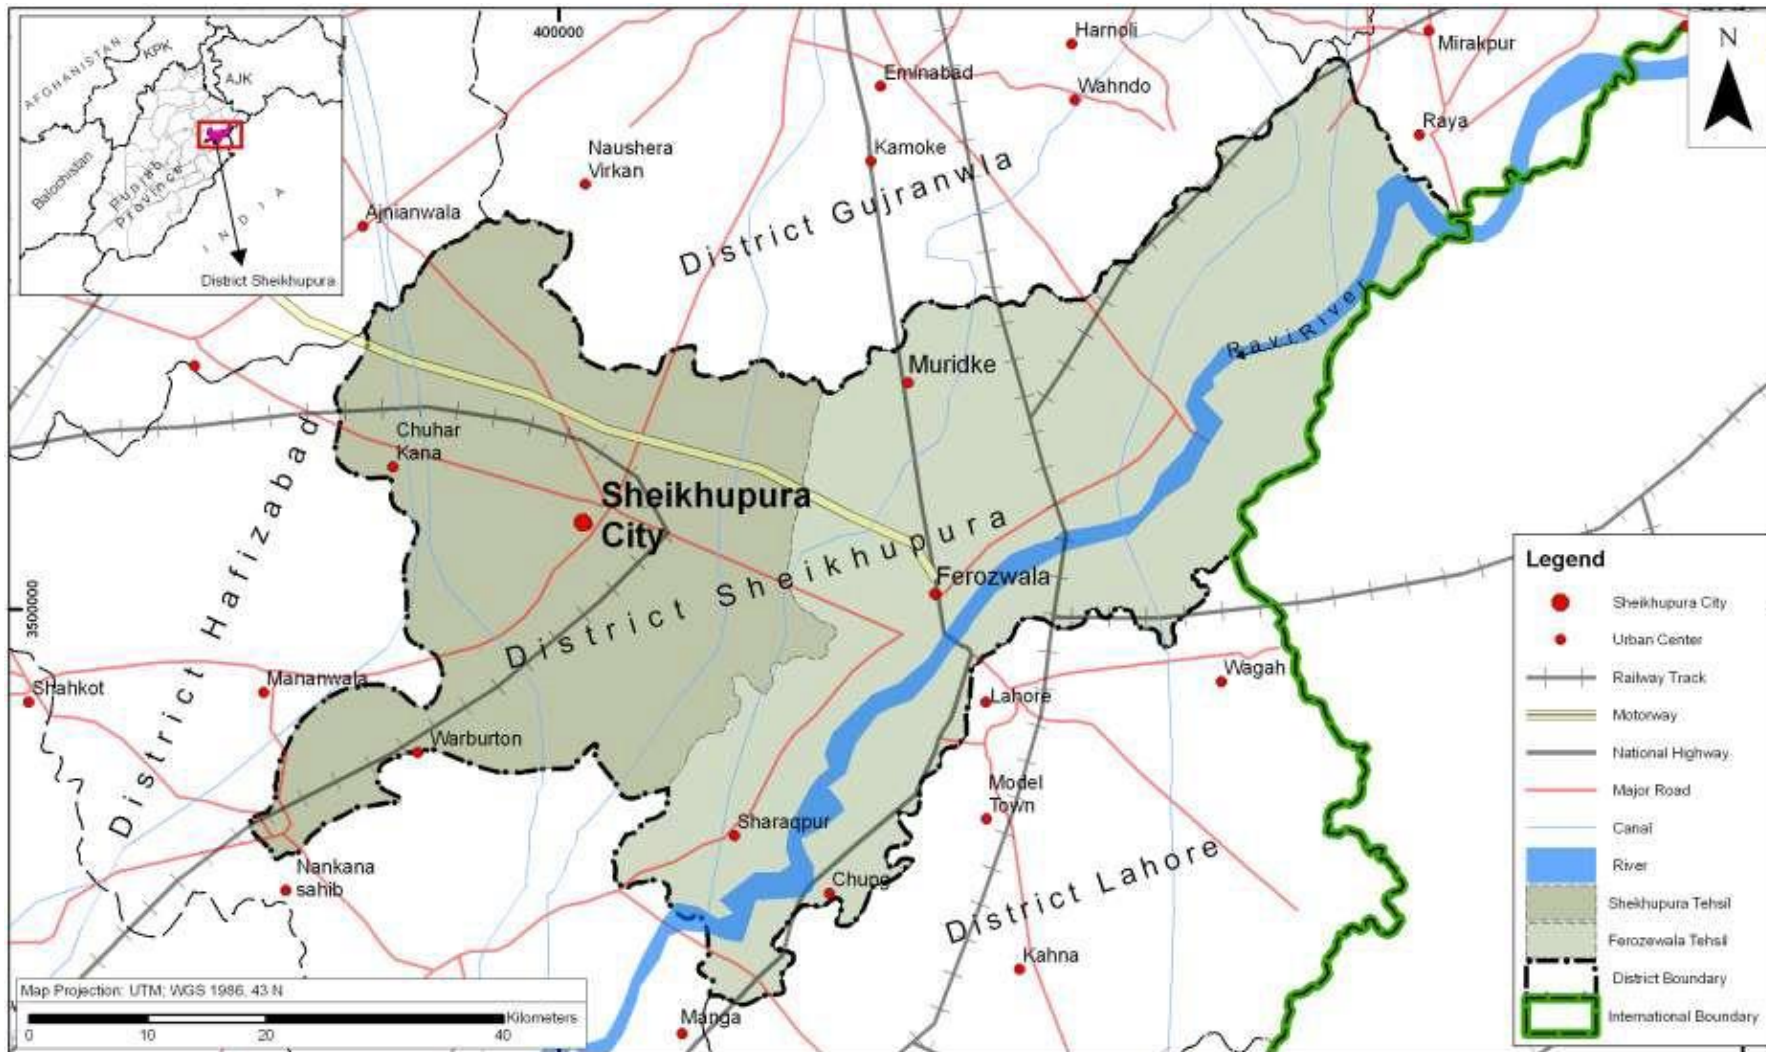 AFGHANISTAN
KPK
AJK
Balochistan
Punjab
Province
INDIA
District Sheikhupura
400000
3500000
N
Harnoli
Mirakpur
Eminabad
Wahndo
Raya
Naushera
Virkan
Kamoke
Ajnianwala
District Gujranwla
Ravi River
Muridke
Chuhar
Kana
Sheikhupura
City
District Hafizabad
District Sheikhupura
Ferozwala
Shahkot
Mananwala
Lahore
Wagah
Warburton
Model
Town
Sharaqpur
Nankana
sahib
Chung
District Lahore
Kahna
Manga
Map Projection: UTM; WGS 1986, 43 N
Kilometers
0 10 20 40
Legend
Sheikhupura City
Urban Center
Railway Track
Motorway
National Highway
Major Road
Canal
River
Sheikhupura Tehsil
Ferozewala Tehsil
District Boundary
International Boundary